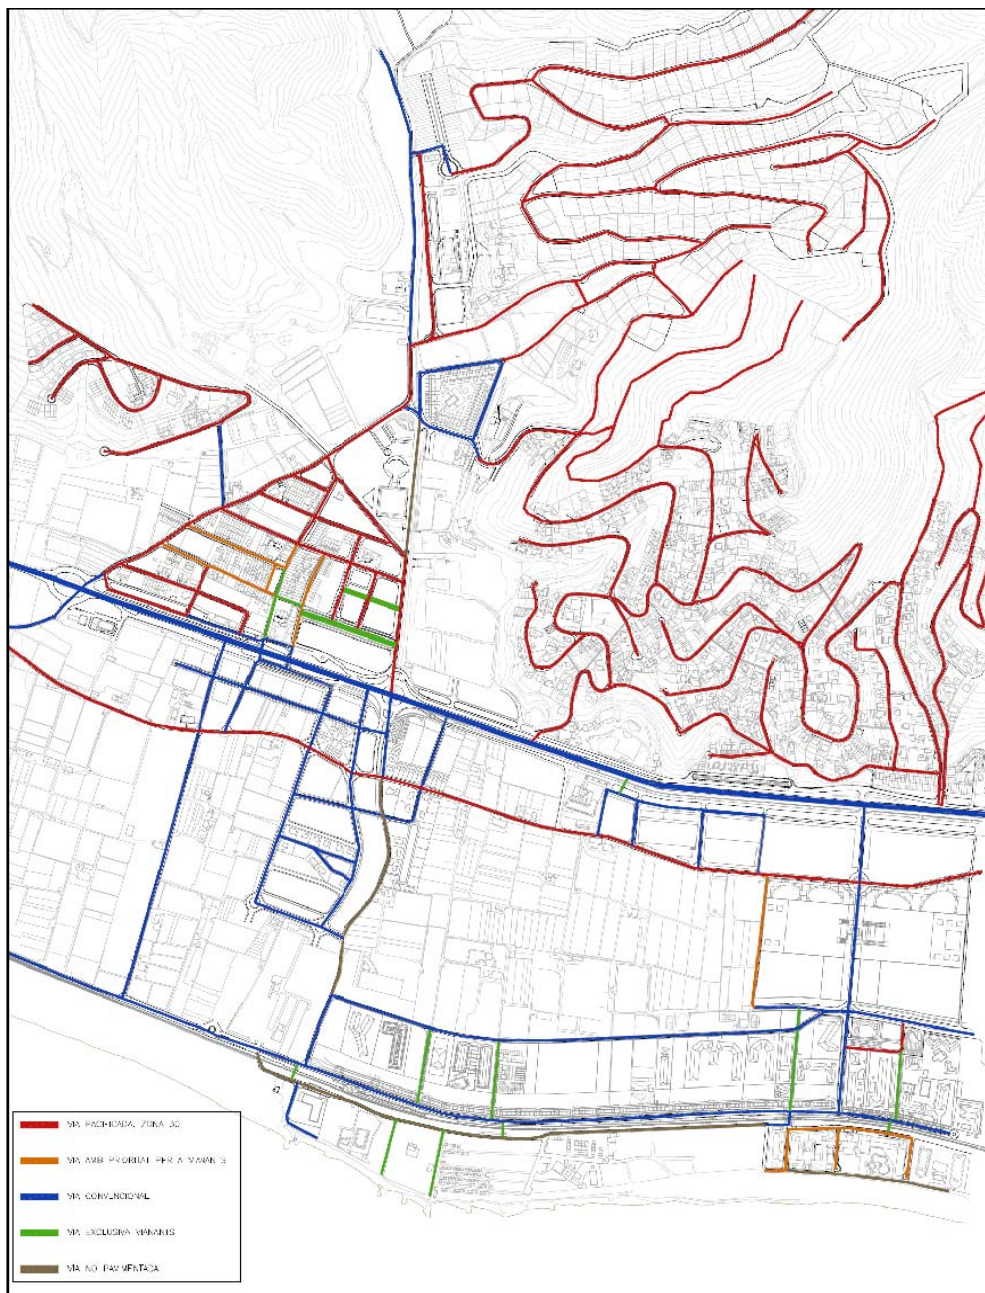 VIA PACIFICADA, ZONA 30
VIA AMB PRIORITAT PER A VIANANTS
VIA CONVENCIONAL
VIA EXCLUSIVA VIANANTS
VIA NO PAVIMENTADA